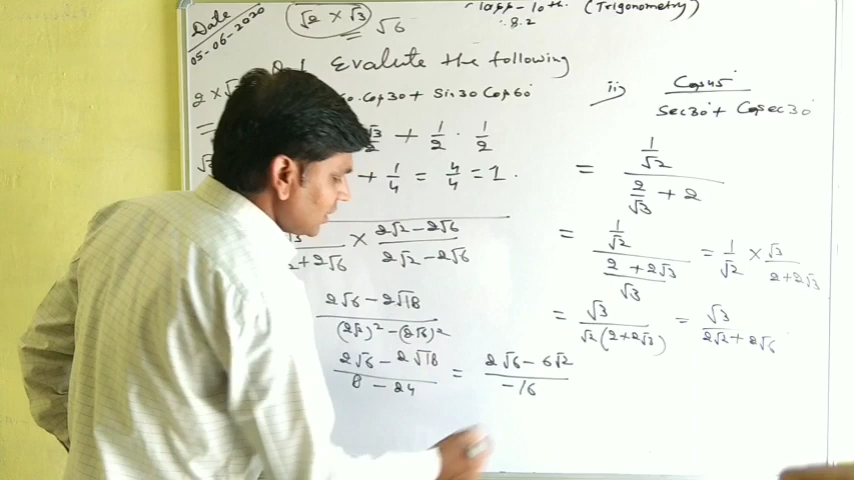 Date
05-06-2020
√2 × √3
√6
10th. (Trigonometry)
8.2
Evalute the following
Cos30 + Sin30 Cos60
√3 + 1/2 · 1/2
+ 1/4 = 4/4 = 1.
× (2√2 - 2√6)/(2√2 - 2√6)
+2√6
(2√6 - 2√18)/((2√2)² - (2√6)²)
(2√6 - 2√18)/(8 - 24) = (2√6 - 6√2)/(-16)
ii) Cos45°/(Sec30° + Cosec30°)
= (1/√2)/(2/√3 + 2)
= (1/√2)/((2 + 2√3)/√3) = 1/√2 × √3/(2+2√3)
= √3/(√2(2+2√3)) = √3/(2√2 + 2√6)